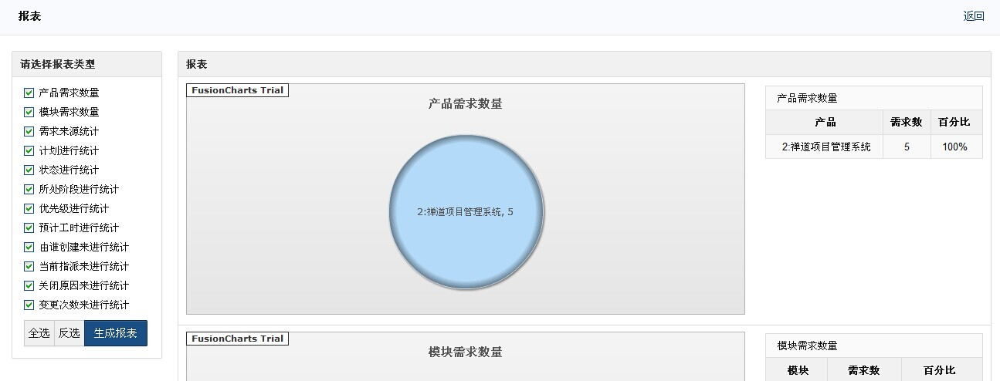 报表
返回
请选择报表类型
产品需求数量
模块需求数量
需求来源统计
计划进行统计
状态进行统计
所处阶段进行统计
优先级进行统计
预计工时进行统计
由谁创建来进行统计
当前指派来进行统计
关闭原因来进行统计
变更次数来进行统计
全选 反选 生成报表
报表
FusionCharts Trial
产品需求数量
2:禅道项目管理系统, 5
产品需求数量
产品 需求数 百分比
2:禅道项目管理系统 5 100%
FusionCharts Trial
模块需求数量
模块需求数量
模块 需求数 百分比